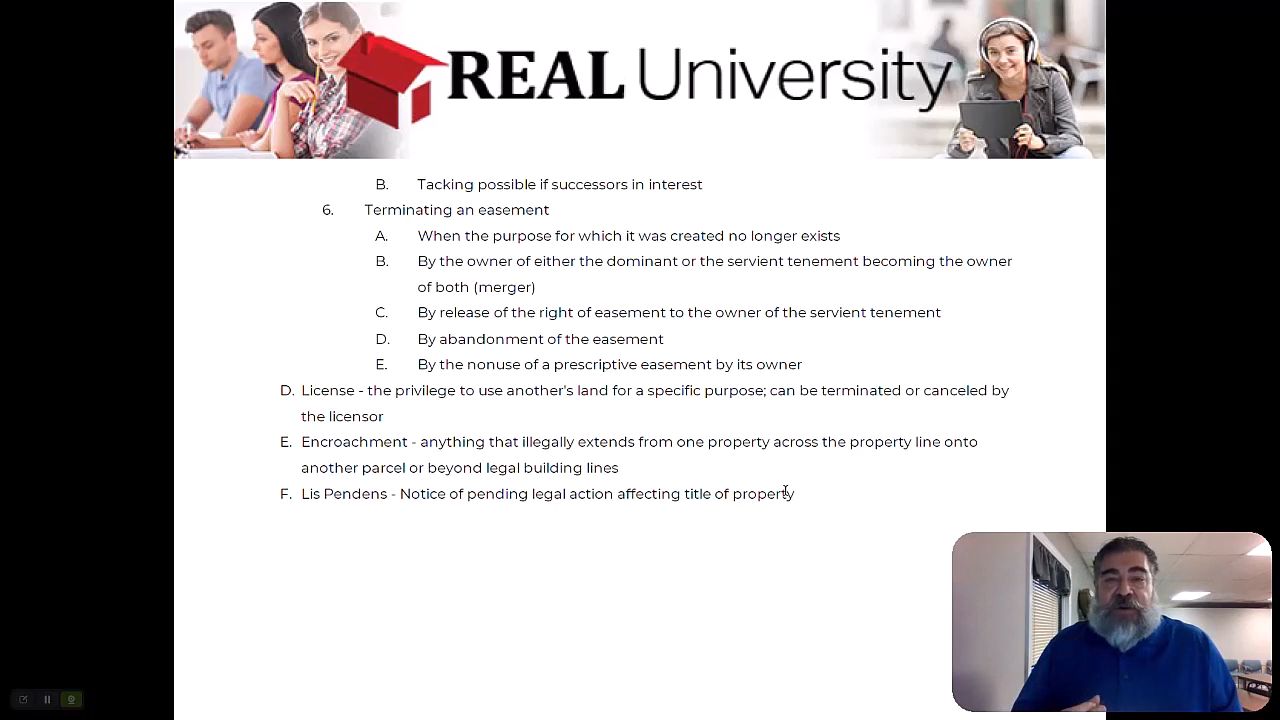 REAL University
B. Tacking possible if successors in interest
6. Terminating an easement
A. When the purpose for which it was created no longer exists
B. By the owner of either the dominant or the servient tenement becoming the owner
of both (merger)
C. By release of the right of easement to the owner of the servient tenement
D. By abandonment of the easement
E. By the nonuse of a prescriptive easement by its owner
D. License - the privilege to use another's land for a specific purpose; can be terminated or canceled by
the licensor
E. Encroachment - anything that illegally extends from one property across the property line onto
another parcel or beyond legal building lines
F. Lis Pendens - Notice of pending legal action affecting title of property